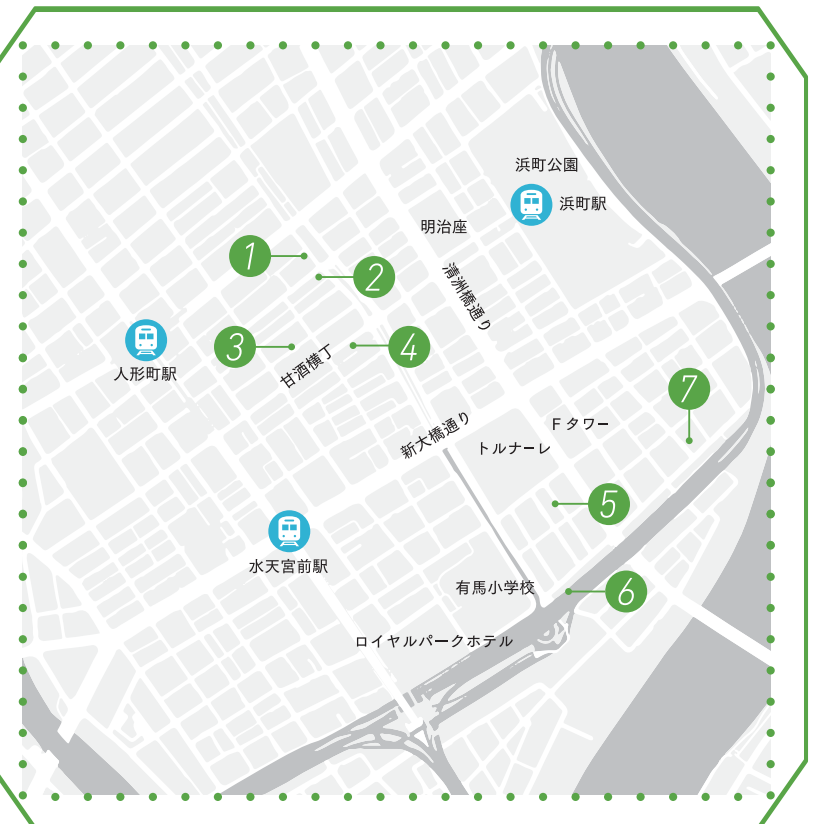 浜町公園
浜町駅
明治座
1
2
清洲橋通り
3
4
人形町駅
甘酒横丁
7
新大橋通り
Fタワー
トルナーレ
5
水天宮前駅
有馬小学校
6
ロイヤルパークホテル